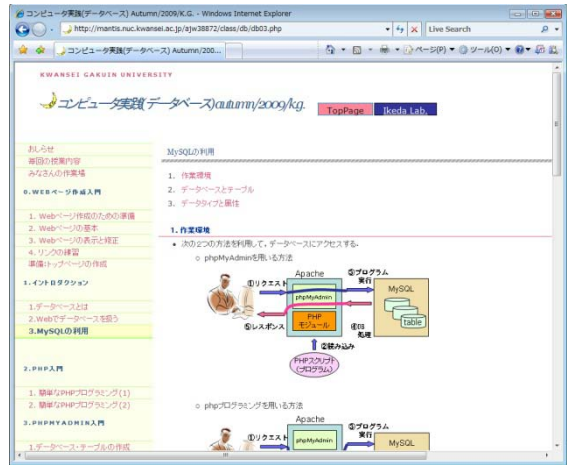 コンピュータ実践(データベース) Autumn/2009/K.G. - Windows Internet Explorer
http://mantis.nuc.kwansei.ac.jp/ajw38872/class/db/db03.php
Live Search
コンピュータ実践(データベース) Autumn/200...
ページ(P)
ツール(O)
KWANSEI GAKUIN UNIVERSITY
コンピュータ実践(データベース)autumn/2009/kg.
TopPage
Ikeda Lab.
おしらせ
毎回の授業内容
みなさんの作業場
0.WEBページ作成入門
1. Webページ作成のための準備
2. Webページの基本
3. Webページの表示と修正
4. リンクの練習
準備:トップページの作成
1.イントロダクション
1.データベースとは
2.Webでデータベースを扱う
3.MySQLの利用
2.PHP入門
1. 簡単なPHPプログラミング(1)
2. 簡単なPHPプログラミング(2)
3.PHPMYADMIN入門
1.データベース・テーブルの作成
MySQLの利用
1. 作業環境
2. データベースとテーブル
3. データタイプと属性
1. 作業環境
次の2つの方法を利用して,データベースにアクセスする.
phpMyAdminを用いる方法
Apache
③プログラム
実行
①リクエスト
phpMyAdmin
MySQL
PHP
モジュール
table
⑤レスポンス
④DB
処理
②読み込み
PHPスクリプト
(プログラム)
phpプログラミングを用いる方法
Apache
③プログラム
実行
①リクエスト
phpMyAdmin
MySQL